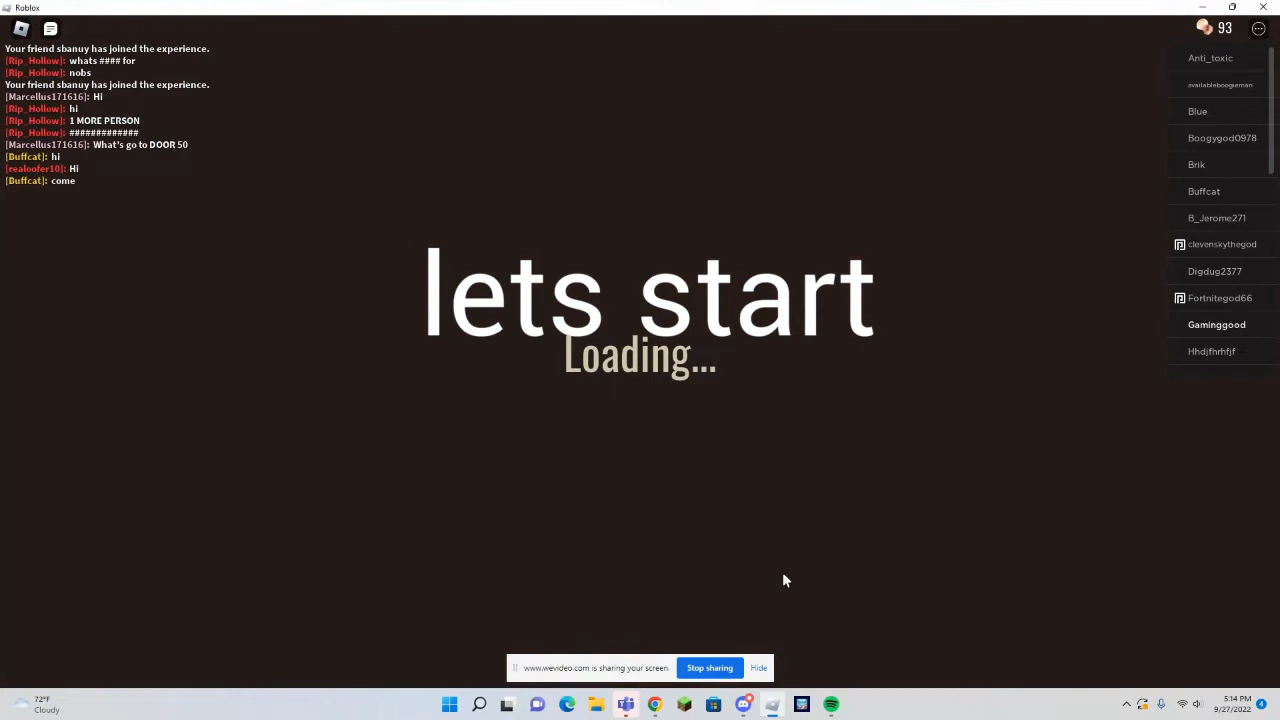 Roblox
93
Your friend sbanuy has joined the experience.
[Rip_Hollow]: whats #### for
[Rip_Hollow]: nobs
Your friend sbanuy has joined the experience.
[Marcellus171616]: Hi
[Rip_Hollow]: hi
[Rip_Hollow]: 1 MORE PERSON
[Rip_Hollow]: #############
[Marcellus171616]: What's go to DOOR 50
[Buffcat]: hi
[realoofer10]: Hi
[Buffcat]: come
Anti_toxic
availableboogieman
Blue
Boogygod0978
Brik
Buffcat
B_Jerome271
clevenskythegod
Digdug2377
Fortnitegod66
Gaminggood
Hhdjfhrhfjf
lets start
Loading...
www.wevideo.com is sharing your screen.
Stop sharing
Hide
72°F
Cloudy
5:14 PM
9/27/2022
4